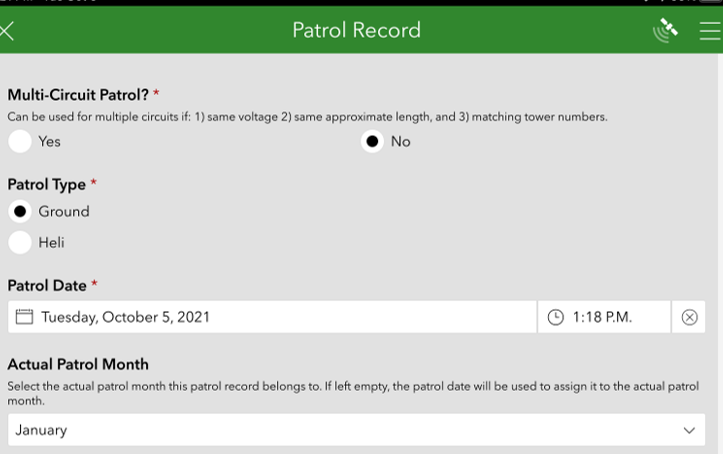 Patrol Record
Multi-Circuit Patrol? *
Can be used for multiple circuits if: 1) same voltage 2) same approximate length, and 3) matching tower numbers.
Yes
No
Patrol Type *
Ground
Heli
Patrol Date *
Tuesday, October 5, 2021
1:18 P.M.
Actual Patrol Month
Select the actual patrol month this patrol record belongs to. If left empty, the patrol date will be used to assign it to the actual patrol
month.
January